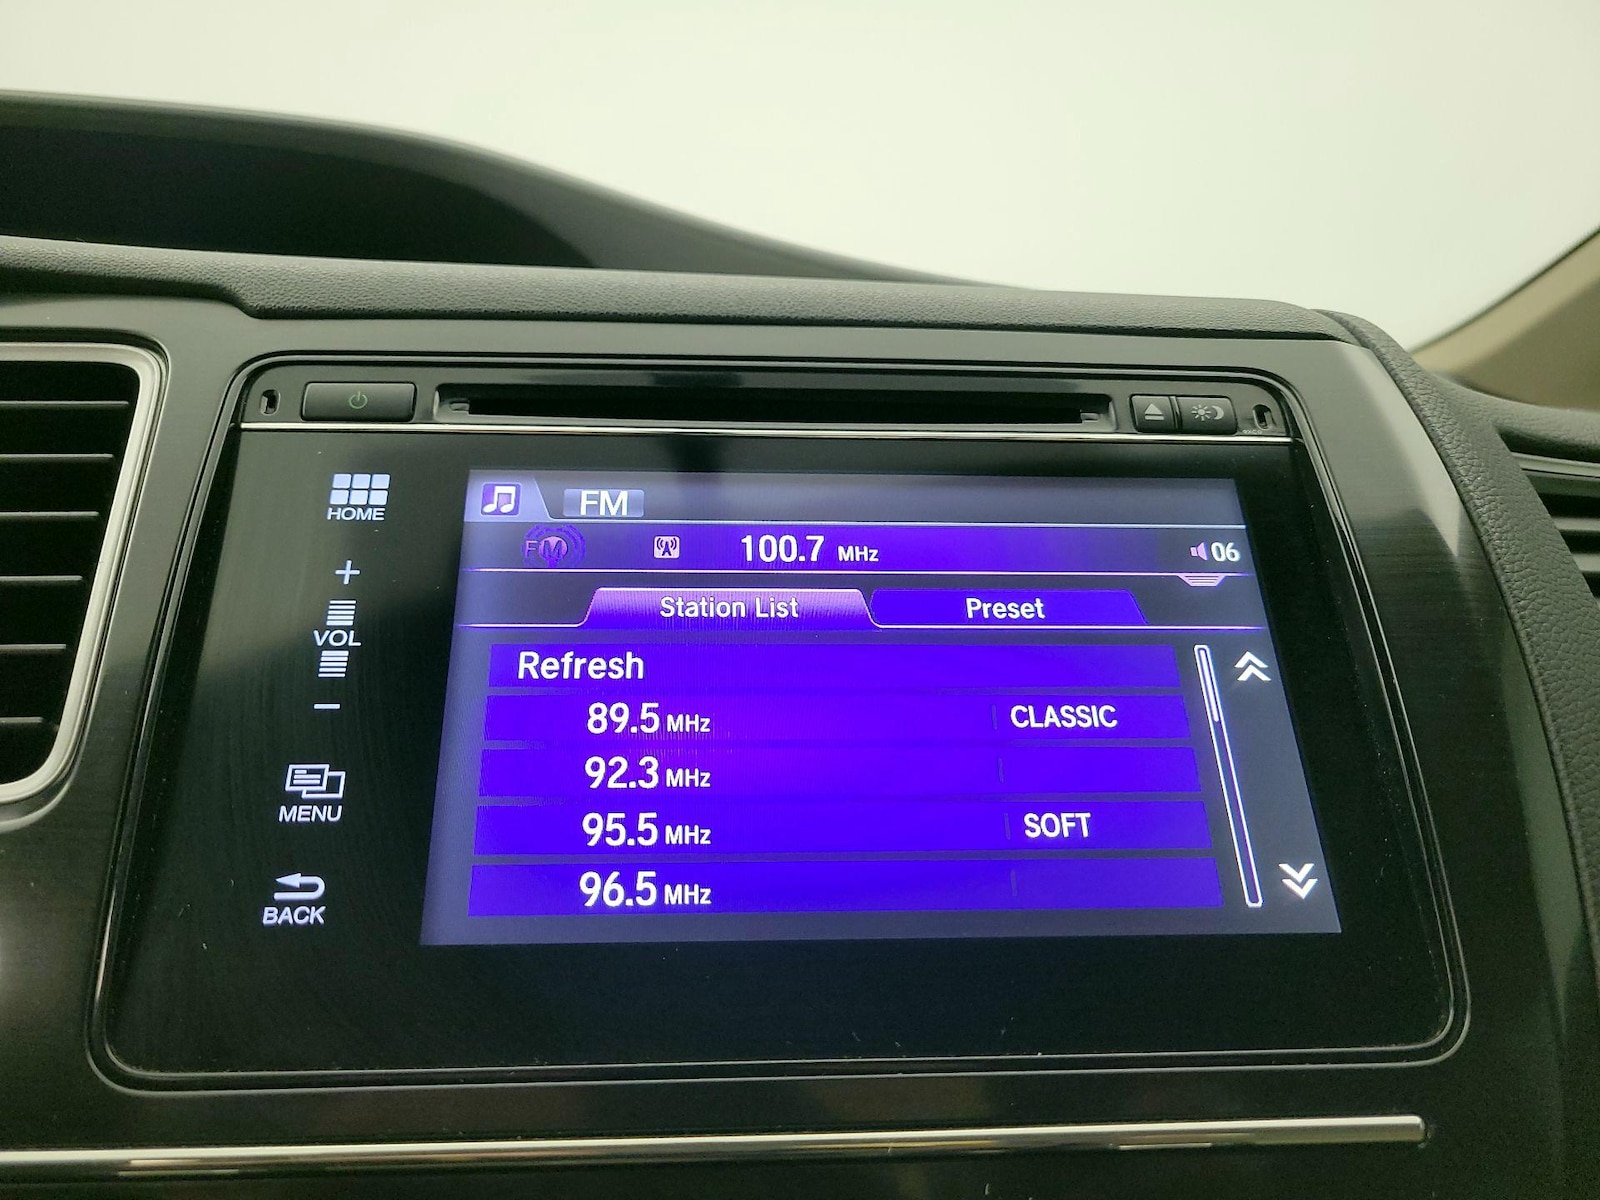 HOME
+
VOL
−
MENU
BACK
FM
FM
100.7 MHz
06
Station List
Preset
Refresh
89.5 MHz CLASSIC
92.3 MHz
95.5 MHz SOFT
96.5 MHz